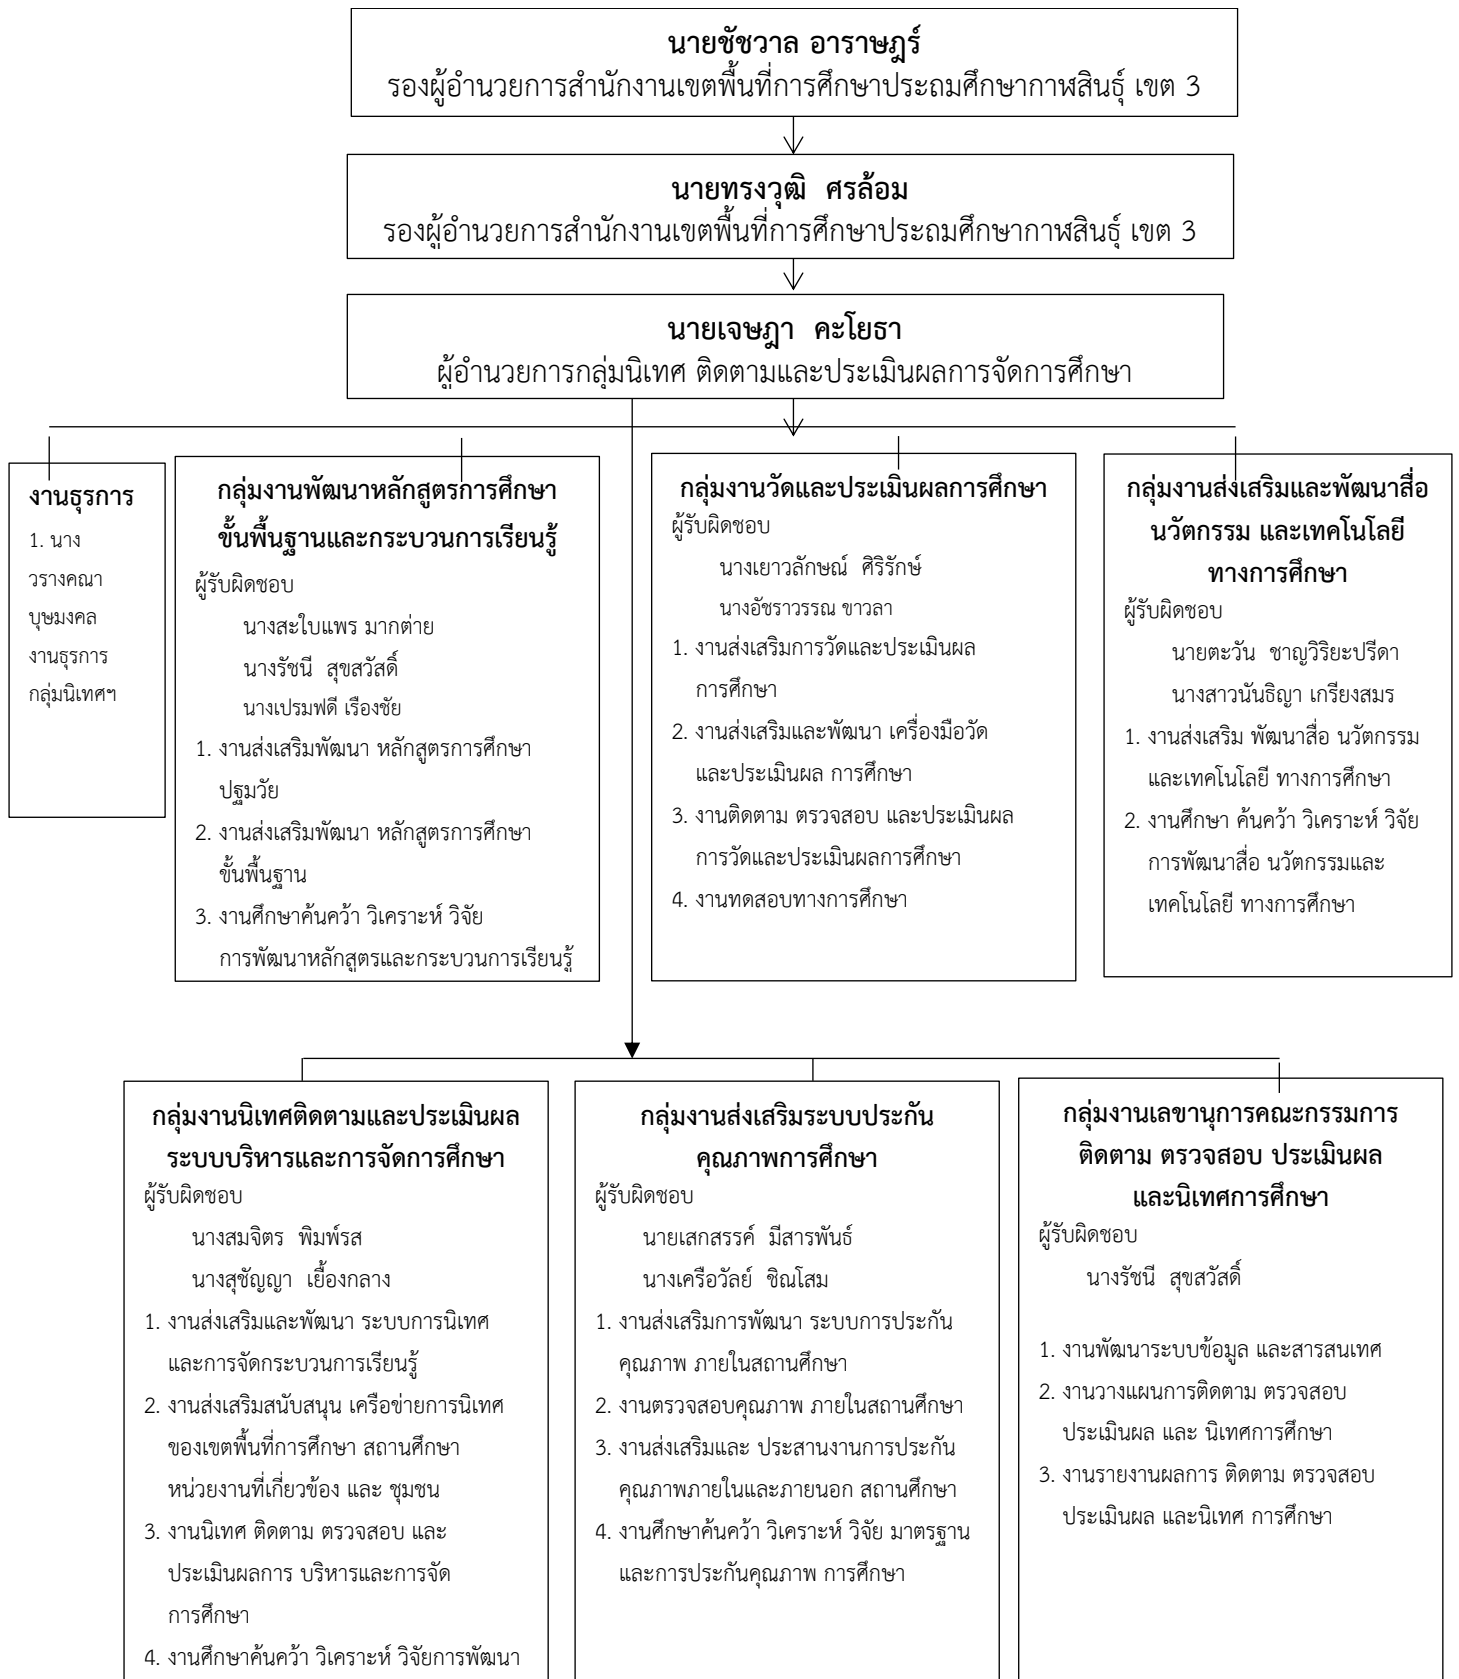 นายชัชวาล อาราษฎร์
รองผู้อำนวยการสำนักงานเขตพื้นที่การศึกษาประถมศึกษากาฬสินธุ์ เขต 3
นายทรงวุฒิ ศรล้อม
รองผู้อำนวยการสำนักงานเขตพื้นที่การศึกษาประถมศึกษากาฬสินธุ์ เขต 3
นายเจษฎา คะโยธา
ผู้อำนวยการกลุ่มนิเทศ ติดตามและประเมินผลการจัดการศึกษา
งานธุรการ
1. นาง
วรางคณา
บุษมงคล
งานธุรการ
กลุ่มนิเทศฯ
กลุ่มงานพัฒนาหลักสูตรการศึกษา
ขั้นพื้นฐานและกระบวนการเรียนรู้
ผู้รับผิดชอบ
นางสะใบแพร มากต่าย
นางรัชนี สุขสวัสดิ์
นางเปรมฟดี เรืองชัย
1. งานส่งเสริมพัฒนา หลักสูตรการศึกษา
ปฐมวัย
2. งานส่งเสริมพัฒนา หลักสูตรการศึกษา
ขั้นพื้นฐาน
3. งานศึกษาค้นคว้า วิเคราะห์ วิจัย
การพัฒนาหลักสูตรและกระบวนการเรียนรู้
กลุ่มงานวัดและประเมินผลการศึกษา
ผู้รับผิดชอบ
นางเยาวลักษณ์ ศิริรักษ์
นางอัชราวรรณ ขาวลา
1. งานส่งเสริมการวัดและประเมินผล
การศึกษา
2. งานส่งเสริมและพัฒนา เครื่องมือวัด
และประเมินผล การศึกษา
3. งานติดตาม ตรวจสอบ และประเมินผล
การวัดและประเมินผลการศึกษา
4. งานทดสอบทางการศึกษา
กลุ่มงานส่งเสริมและพัฒนาสื่อ
นวัตกรรม และเทคโนโลยี
ทางการศึกษา
ผู้รับผิดชอบ
นายตะวัน ชาญวิริยะปรีดา
นางสาวนันธิญา เกรียงสมร
1. งานส่งเสริม พัฒนาสื่อ นวัตกรรม
และเทคโนโลยี ทางการศึกษา
2. งานศึกษา ค้นคว้า วิเคราะห์ วิจัย
การพัฒนาสื่อ นวัตกรรมและ
เทคโนโลยี ทางการศึกษา
กลุ่มงานนิเทศติดตามและประเมินผล
ระบบบริหารและการจัดการศึกษา
ผู้รับผิดชอบ
นางสมจิตร พิมพ์รส
นางสุชัญญา เยื้องกลาง
1. งานส่งเสริมและพัฒนา ระบบการนิเทศ
และการจัดกระบวนการเรียนรู้
2. งานส่งเสริมสนับสนุน เครือข่ายการนิเทศ
ของเขตพื้นที่การศึกษา สถานศึกษา
หน่วยงานที่เกี่ยวข้อง และ ชุมชน
3. งานนิเทศ ติดตาม ตรวจสอบ และ
ประเมินผลการ บริหารและการจัด
การศึกษา
4. งานศึกษาค้นคว้า วิเคราะห์ วิจัยการพัฒนา
กลุ่มงานส่งเสริมระบบประกัน
คุณภาพการศึกษา
ผู้รับผิดชอบ
นายเสกสรรค์ มีสารพันธ์
นางเครือวัลย์ ชิณโสม
1. งานส่งเสริมการพัฒนา ระบบการประกัน
คุณภาพ ภายในสถานศึกษา
2. งานตรวจสอบคุณภาพ ภายในสถานศึกษา
3. งานส่งเสริมและ ประสานงานการประกัน
คุณภาพภายในและภายนอก สถานศึกษา
4. งานศึกษาค้นคว้า วิเคราะห์ วิจัย มาตรฐาน
และการประกันคุณภาพ การศึกษา
กลุ่มงานเลขานุการคณะกรรมการ
ติดตาม ตรวจสอบ ประเมินผล
และนิเทศการศึกษา
ผู้รับผิดชอบ
นางรัชนี สุขสวัสดิ์
1. งานพัฒนาระบบข้อมูล และสารสนเทศ
2. งานวางแผนการติดตาม ตรวจสอบ
ประเมินผล และ นิเทศการศึกษา
3. งานรายงานผลการ ติดตาม ตรวจสอบ
ประเมินผล และนิเทศ การศึกษา